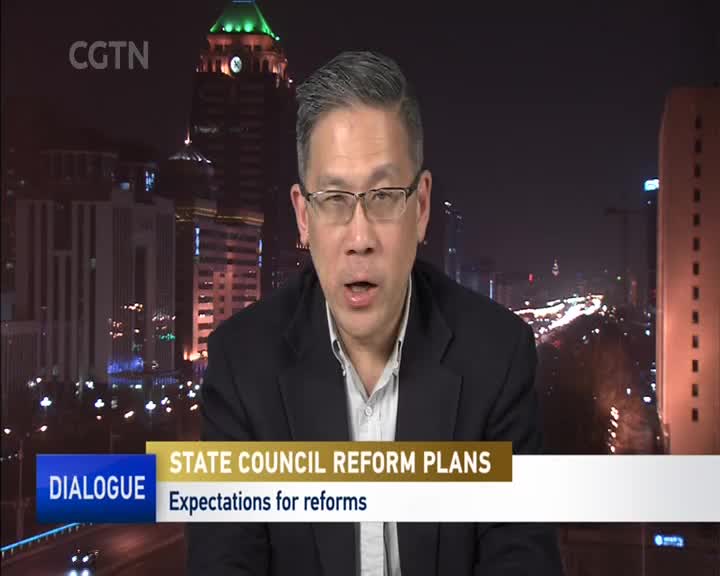 CGTN
STATE COUNCIL REFORM PLANS
DIALOGUE
Expectations for reforms